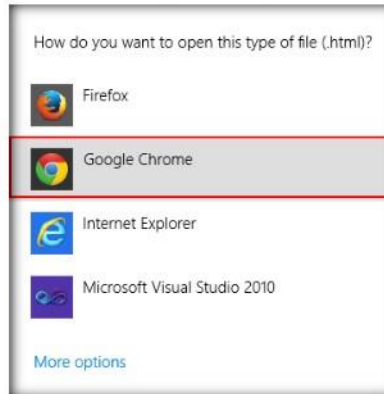 How do you want to open this type of file (.html)?
Firefox
Google Chrome
Internet Explorer
Microsoft Visual Studio 2010
More options